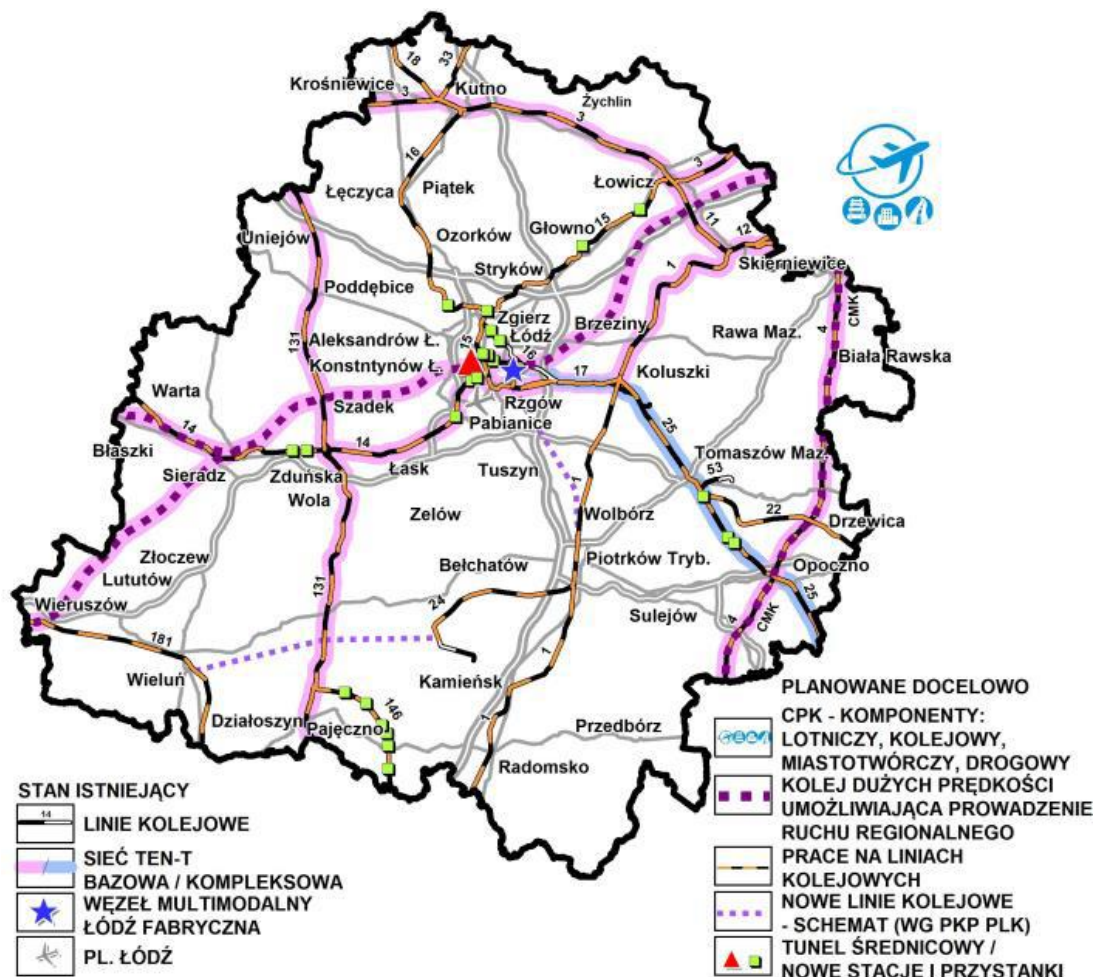 18
33
Krośniewice
3
Kutno
Żychlin
3
16
Łęczyca
Piątek
Łowicz
3
Głowno
15
11
12
Uniejów
Ozorków
Stryków
1
Skierniewice
Poddębice
Zgierz
Brzeziny
Rawa Maz.
4
CMK
131
Aleksandrów Ł.
15
Łódź
16
Biała Rawska
Konstntynów Ł.
17
Koluszki
Warta
Szadek
Rzgów
14
Pabianice
25
Błaszki
14
Tomaszów Maz.
Sieradz
Zduńska
Wola
Łask
Tuszyn
53
1
Zelów
Wolbórz
22
Drzewica
Złoczew
Bełchatów
Piotrków Tryb.
Opoczno
Lututów
131
24
Sulejów
25
Wieruszów
4
CMK
181
1
Wieluń
Kamieńsk
Działoszyn
Pajęczno
146
1
Przedbórz
Radomsko
STAN ISTNIEJĄCY
14
LINIE KOLEJOWE
SIEĆ TEN-T
BAZOWA / KOMPLEKSOWA
WĘZEŁ MULTIMODALNY
ŁÓDŹ FABRYCZNA
PL. ŁÓDŹ
PLANOWANE DOCELOWO
CPK - KOMPONENTY:
LOTNICZY, KOLEJOWY,
MIASTOTWÓRCZY, DROGOWY
KOLEJ DUŻYCH PRĘDKOŚCI
UMOŻLIWIAJĄCA PROWADZENIE
RUCHU REGIONALNEGO
PRACE NA LINIACH
KOLEJOWYCH
NOWE LINIE KOLEJOWE
- SCHEMAT (WG PKP PLK)
TUNEL ŚREDNICOWY /
NOWE STACJE I PRZYSTANKI